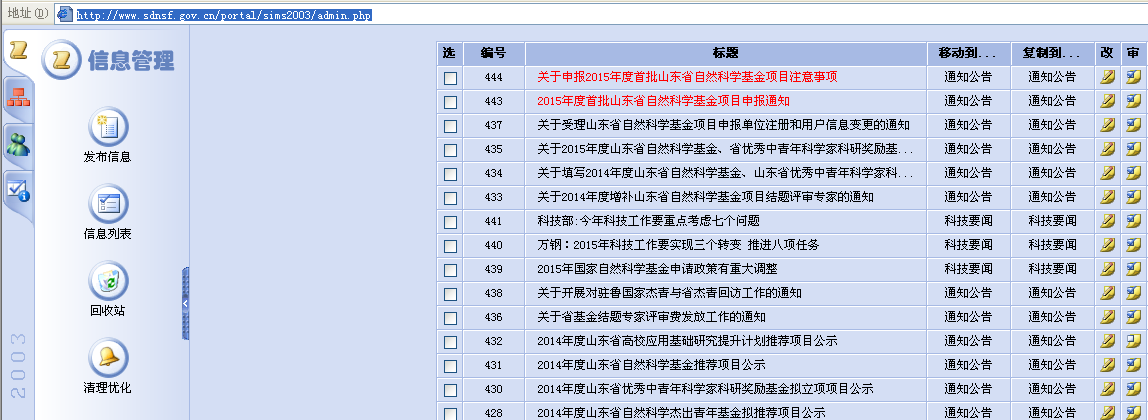 地址(D) http://www.sdnsf.gov.cn/portal/sims2003/admin.php
信息管理
发布信息
信息列表
回收站
清理优化
2003
选 编号 标题 移动到... 复制到... 改 审
444 关于申报2015年度首批山东省自然科学基金项目注意事项 通知公告 通知公告
443 2015年度首批山东省自然科学基金项目申报通知 通知公告 通知公告
437 关于受理山东省自然科学基金项目申报单位注册和用户信息变更的通知 通知公告 通知公告
435 关于2015年度山东省自然科学基金、省优秀中青年科学家科研奖励基... 通知公告 通知公告
434 关于填写2014年度山东省自然科学基金、山东省优秀中青年科学家科... 通知公告 通知公告
433 关于2014年度增补山东省自然科学基金项目结题评审专家的通知 通知公告 通知公告
441 科技部:今年科技工作要重点考虑七个问题 科技要闻 科技要闻
440 万钢：2015年科技工作要实现三个转变 推进八项任务 科技要闻 科技要闻
439 2015年国家自然科学基金申请政策有重大调整 科技要闻 科技要闻
438 关于开展对驻鲁国家杰青与省杰青回访工作的通知 通知公告 通知公告
436 关于省基金结题专家评审费发放工作的通知 通知公告 通知公告
432 2014年度山东省高校应用基础研究提升计划推荐项目公示 通知公告 通知公告
431 2014年度山东省自然科学基金推荐项目公示 通知公告 通知公告
430 2014年度山东省优秀中青年科学家科研奖励基金拟立项项目公示 通知公告 通知公告
428 2014年度山东省自然科学杰出青年基金拟推荐项目公示 通知公告 通知公告